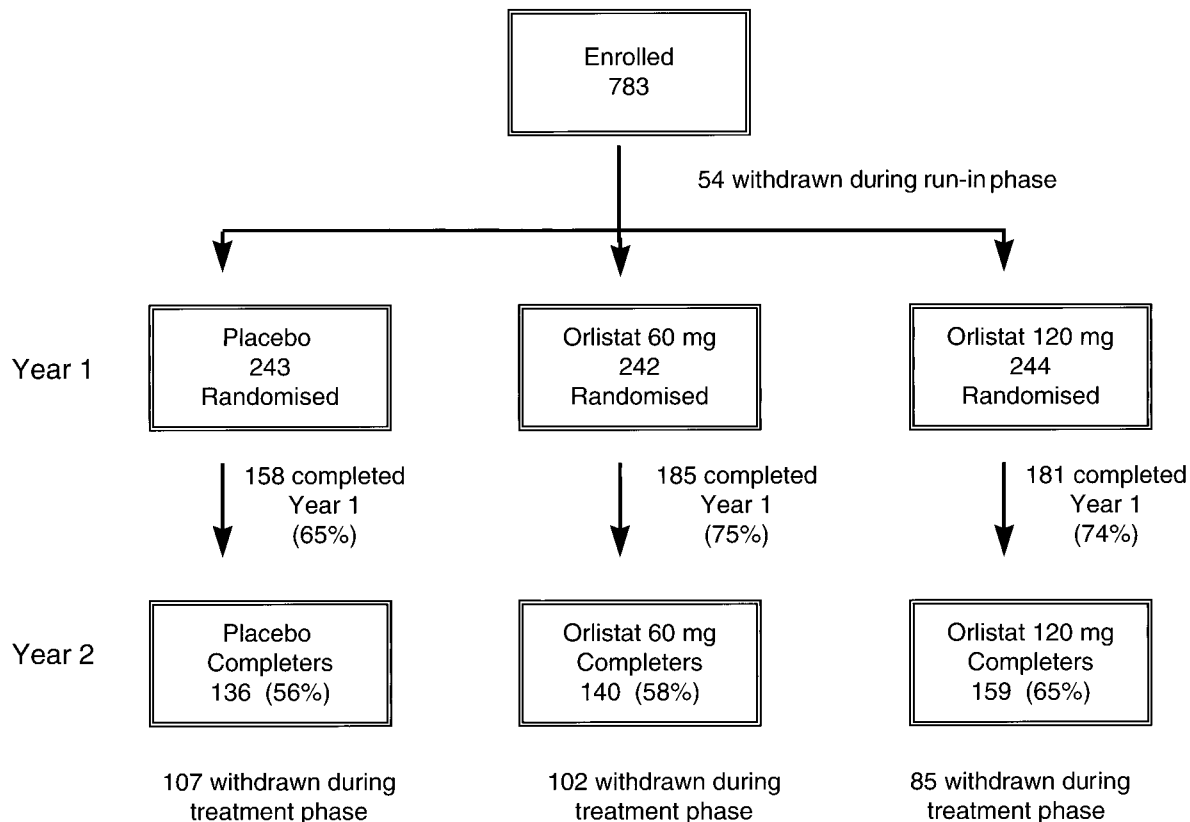 Enrolled
783
54 withdrawn during run-in phase
Year 1
Placebo
243
Randomised
Orlistat 60 mg
242
Randomised
Orlistat 120 mg
244
Randomised
158 completed
Year 1
(65%)
185 completed
Year 1
(75%)
181 completed
Year 1
(74%)
Year 2
Placebo
Completers
136 (56%)
Orlistat 60 mg
Completers
140 (58%)
Orlistat 120 mg
Completers
159 (65%)
107 withdrawn during
treatment phase
102 withdrawn during
treatment phase
85 withdrawn during
treatment phase